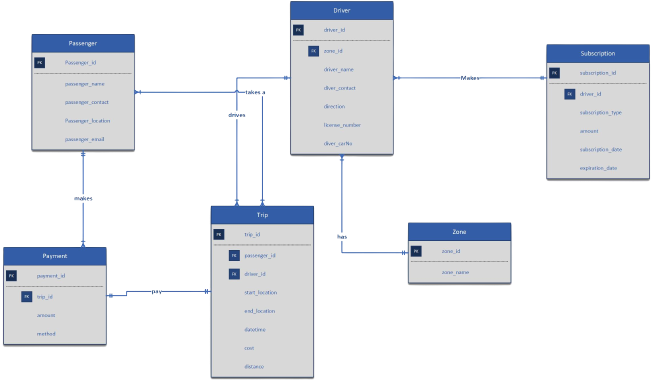 Driver
PK
driver_id
FK
zone_id
driver_name
diver_contact
direction
license_number
diver_carNo
Passenger
PK
Passenger_id
passenger_name
passenger_contact
Passenger_location
passenger_email
Subscription
PK
subscription_id
FK
driver_id
subscription_type
amount
subscription_date
expiration_date
Makes
takes a
drives
makes
has
pay
Trip
PK
trip_id
FK
passenger_id
FK
driver_id
start_location
end_location
datetime
cost
distance
Zone
PK
zone_id
zone_name
Payment
PK
payment_id
FK
trip_id
amount
method